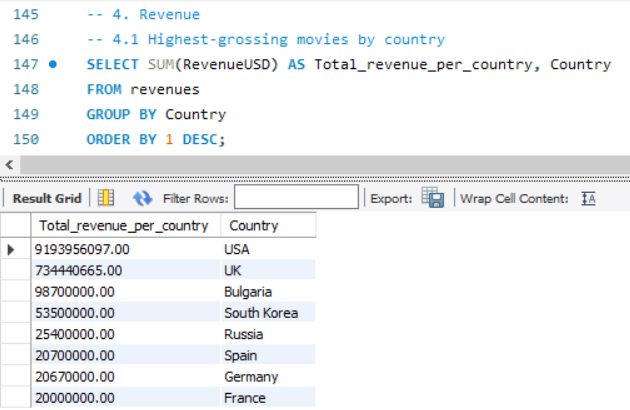 145 -- 4. Revenue
146 -- 4.1 Highest-grossing movies by country
147 SELECT SUM(RevenueUSD) AS Total_revenue_per_country, Country
148 FROM revenues
149 GROUP BY Country
150 ORDER BY 1 DESC;
Result Grid Filter Rows: Export: Wrap Cell Content: IA
Total_revenue_per_country Country
9193956097.00 USA
734440665.00 UK
98700000.00 Bulgaria
53500000.00 South Korea
25400000.00 Russia
20700000.00 Spain
20670000.00 Germany
20000000.00 France